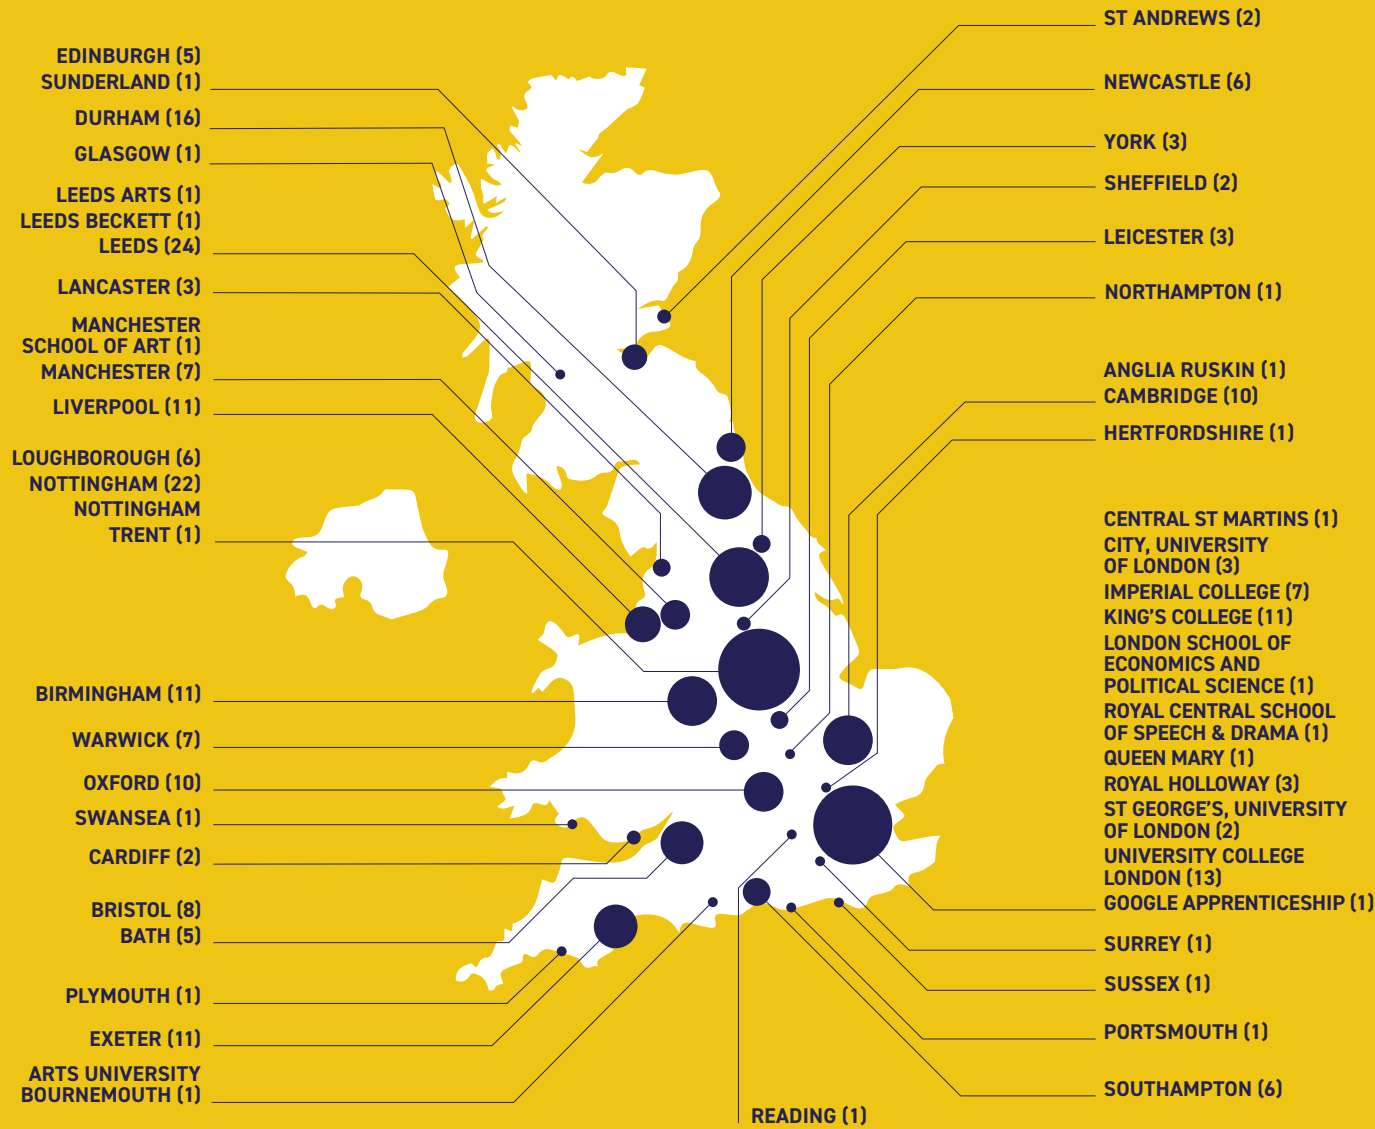 EDINBURGH (5)
SUNDERLAND (1)
DURHAM (16)
GLASGOW (1)
LEEDS ARTS (1)
LEEDS BECKETT (1)
LEEDS (24)
LANCASTER (3)
MANCHESTER
SCHOOL OF ART (1)
MANCHESTER (7)
LIVERPOOL (11)
LOUGHBOROUGH (6)
NOTTINGHAM (22)
NOTTINGHAM
TRENT (1)
BIRMINGHAM (11)
WARWICK (7)
OXFORD (10)
SWANSEA (1)
CARDIFF (2)
BRISTOL (8)
BATH (5)
PLYMOUTH (1)
EXETER (11)
ARTS UNIVERSITY
BOURNEMOUTH (1)
ST ANDREWS (2)
NEWCASTLE (6)
YORK (3)
SHEFFIELD (2)
LEICESTER (3)
NORTHAMPTON (1)
ANGLIA RUSKIN (1)
CAMBRIDGE (10)
HERTFORDSHIRE (1)
CENTRAL ST MARTINS (1)
CITY, UNIVERSITY
OF LONDON (3)
IMPERIAL COLLEGE (7)
KING'S COLLEGE (11)
LONDON SCHOOL OF
ECONOMICS AND
POLITICAL SCIENCE (1)
ROYAL CENTRAL SCHOOL
OF SPEECH & DRAMA (1)
QUEEN MARY (1)
ROYAL HOLLOWAY (3)
ST GEORGE'S, UNIVERSITY
OF LONDON (2)
UNIVERSITY COLLEGE
LONDON (13)
GOOGLE APPRENTICESHIP (1)
SURREY (1)
SUSSEX (1)
PORTSMOUTH (1)
SOUTHAMPTON (6)
READING (1)